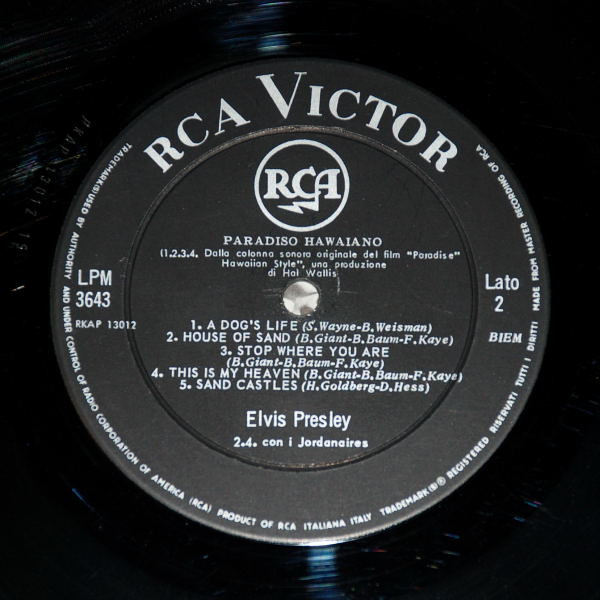 RCA VICTOR
RCA
PARADISO HAWAIANO
(1.2.3.4. Dalla colonna sonora originale del film "Paradise"
Hawaiian Style", una produzione
di Hal Wallis
LPM
3643
RKAP 13012
Lato
2
BIEM
1. A DOG'S LIFE (S. Wayne-B. Weisman)
2. HOUSE OF SAND (B. Giant-B. Baum-F. Kaye)
3. STOP WHERE YOU ARE
(B. Giant-B. Baum-F. Kaye)
4. THIS IS MY HEAVEN (B. Giant-B. Baum-F. Kaye)
5. SAND CASTLES (H. Goldberg-D. Hess)
Elvis Presley
2.4. con i Jordanaires
TRADEMARK(S) USED BY AUTHORITY AND UNDER CONTROL OF RADIO CORPORATION OF AMERICA (RCA) PRODUCT OF RCA ITALIANA ITALY TRADEMARK(S) ® REGISTERED RISERVATI TUTTI I DIRITTI MADE FROM MASTER RECORDING OF RCA